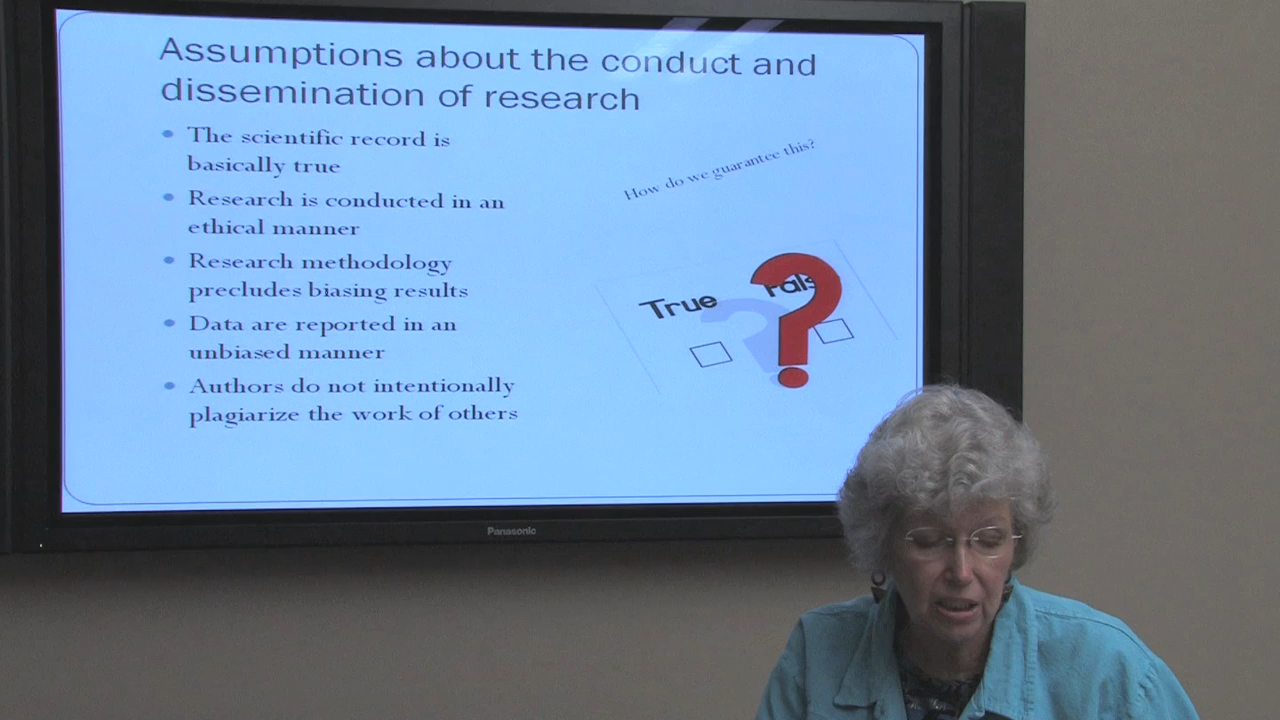 Assumptions about the conduct and
dissemination of research
• The scientific record is
basically true
• Research is conducted in an
ethical manner
• Research methodology
precludes biasing results
• Data are reported in an
unbiased manner
• Authors do not intentionally
plagiarize the work of others
How do we guarantee this?
True Fals
?
Panasonic